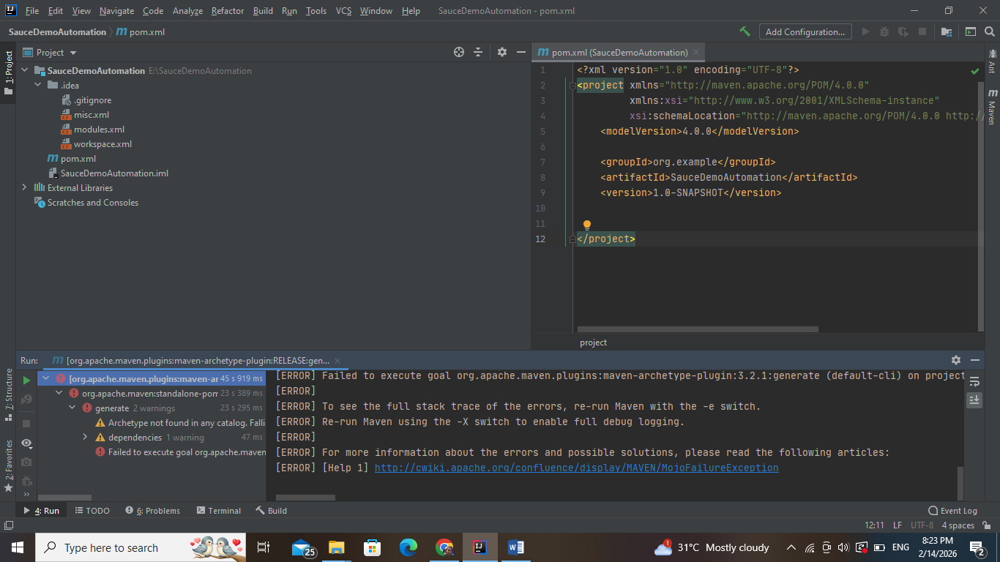 File Edit View Navigate Code Analyze Refactor Build Run Tools VCS Window Help SauceDemoAutomation - pom.xml
SauceDemoAutomation pom.xml
Add Configuration...
1: Project
Project
SauceDemoAutomation E:\SauceDemoAutomation
.idea
.gitignore
misc.xml
modules.xml
workspace.xml
pom.xml
SauceDemoAutomation.iml
External Libraries
Scratches and Consoles
pom.xml (SauceDemoAutomation)
1 <?xml version="1.0" encoding="UTF-8"?>
2 <project xmlns="http://maven.apache.org/POM/4.0.0"
3 xmlns:xsi="http://www.w3.org/2001/XMLSchema-instance"
4 xsi:schemaLocation="http://maven.apache.org/POM/4.0.0 http:/
5 <modelVersion>4.0.0</modelVersion>
6
7 <groupId>org.example</groupId>
8 <artifactId>SauceDemoAutomation</artifactId>
9 <version>1.0-SNAPSHOT</version>
10
11
12 </project>
project
Ant
Maven
Run: [org.apache.maven.plugins:maven-archetype-plugin:RELEASE:gen...
7: Structure
2: Favorites
[org.apache.maven.plugins:maven-ar 45 s 919 ms
org.apache.maven:standalone-pom 23 s 389 ms
generate 2 warnings 23 s 295 ms
Archetype not found in any catalog. Falli
dependencies 1 warning 47 ms
Failed to execute goal org.apache.maven
[ERROR] Failed to execute goal org.apache.maven.plugins:maven-archetype-plugin:3.2.1:generate (default-cli) on project
[ERROR]
[ERROR] To see the full stack trace of the errors, re-run Maven with the -e switch.
[ERROR] Re-run Maven using the -X switch to enable full debug logging.
[ERROR]
[ERROR] For more information about the errors and possible solutions, please read the following articles:
[ERROR] [Help 1] http://cwiki.apache.org/confluence/display/MAVEN/MojoFailureException
4: Run TODO 6: Problems Terminal Build Event Log
12:11 LF UTF-8 4 spaces
Type here to search
25
1
31°C Mostly cloudy
ENG
8:23 PM
2/14/2026
2